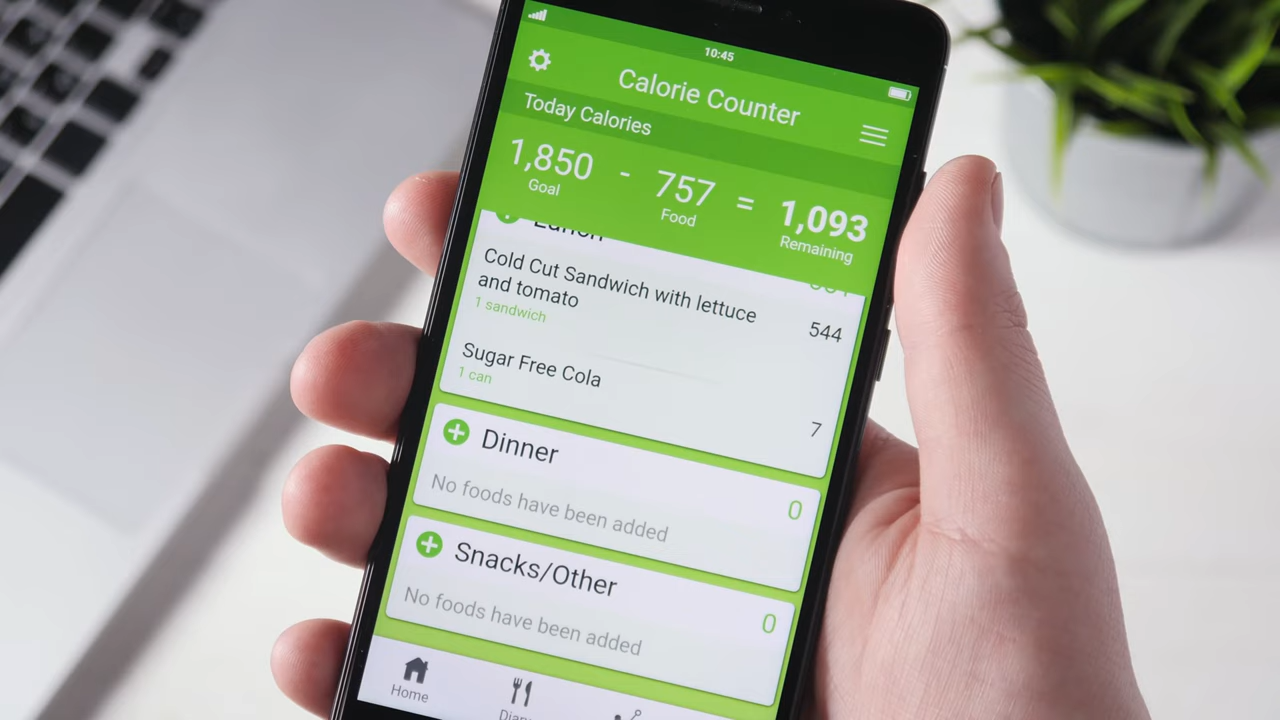 10:45
Calorie Counter
Today Calories
1,850 - 757 = 1,093
Goal Food Remaining
Lunch
Cold Cut Sandwich with lettuce
and tomato
544
1 sandwich
Sugar Free Cola
1 can
7
Dinner
0
No foods have been added
Snacks/Other
0
No foods have been added
Home